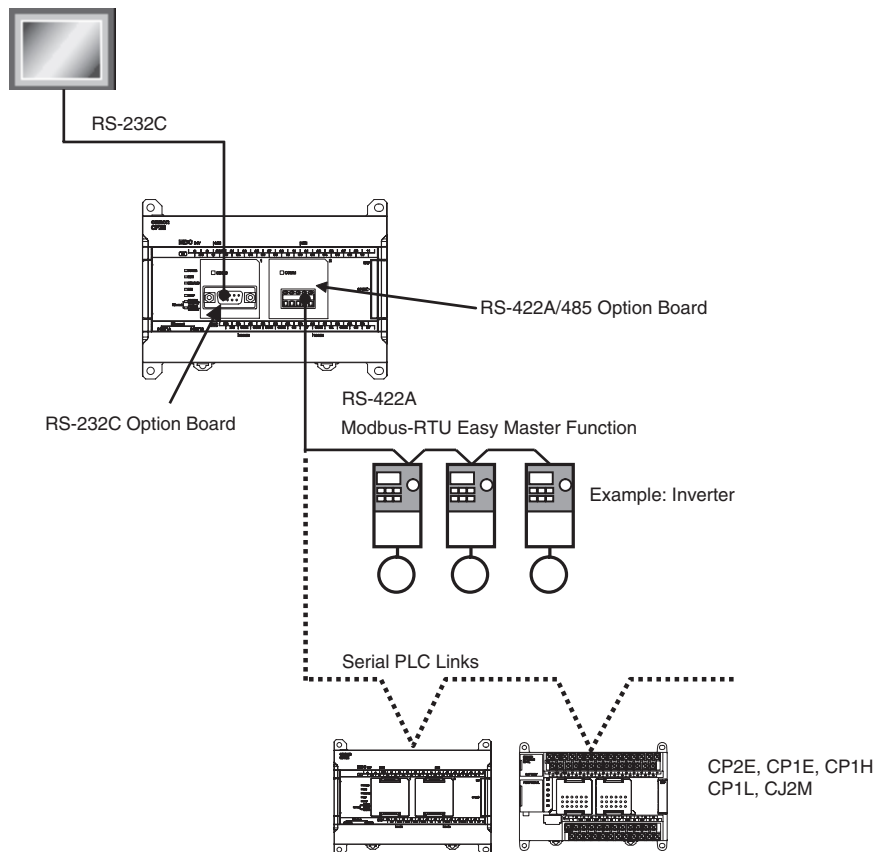 RS-232C
RS-422A/485 Option Board
RS-232C Option Board
RS-422A
Modbus-RTU Easy Master Function
Example: Inverter
Serial PLC Links
CP2E, CP1E, CP1H
CP1L, CJ2M